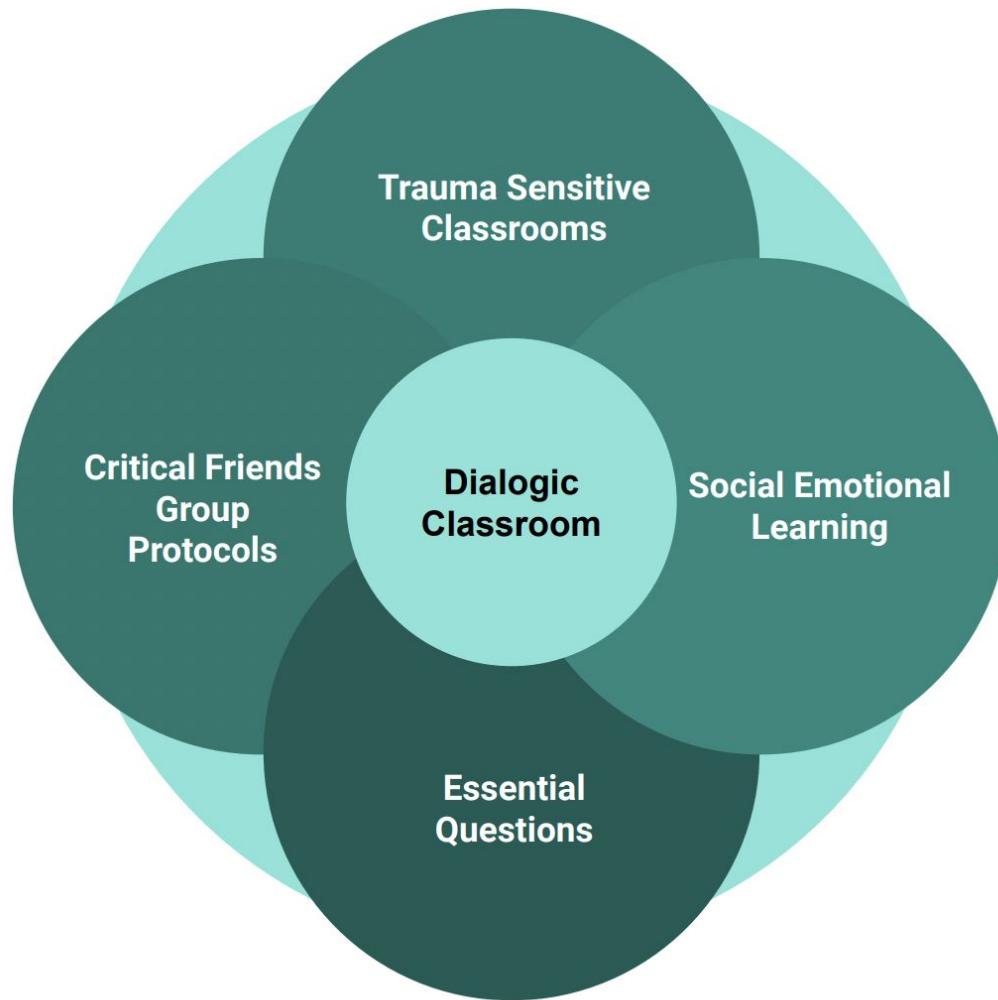 Trauma Sensitive
Classrooms
Critical Friends
Group
Protocols
Dialogic
Classroom
Social Emotional
Learning
Essential
Questions